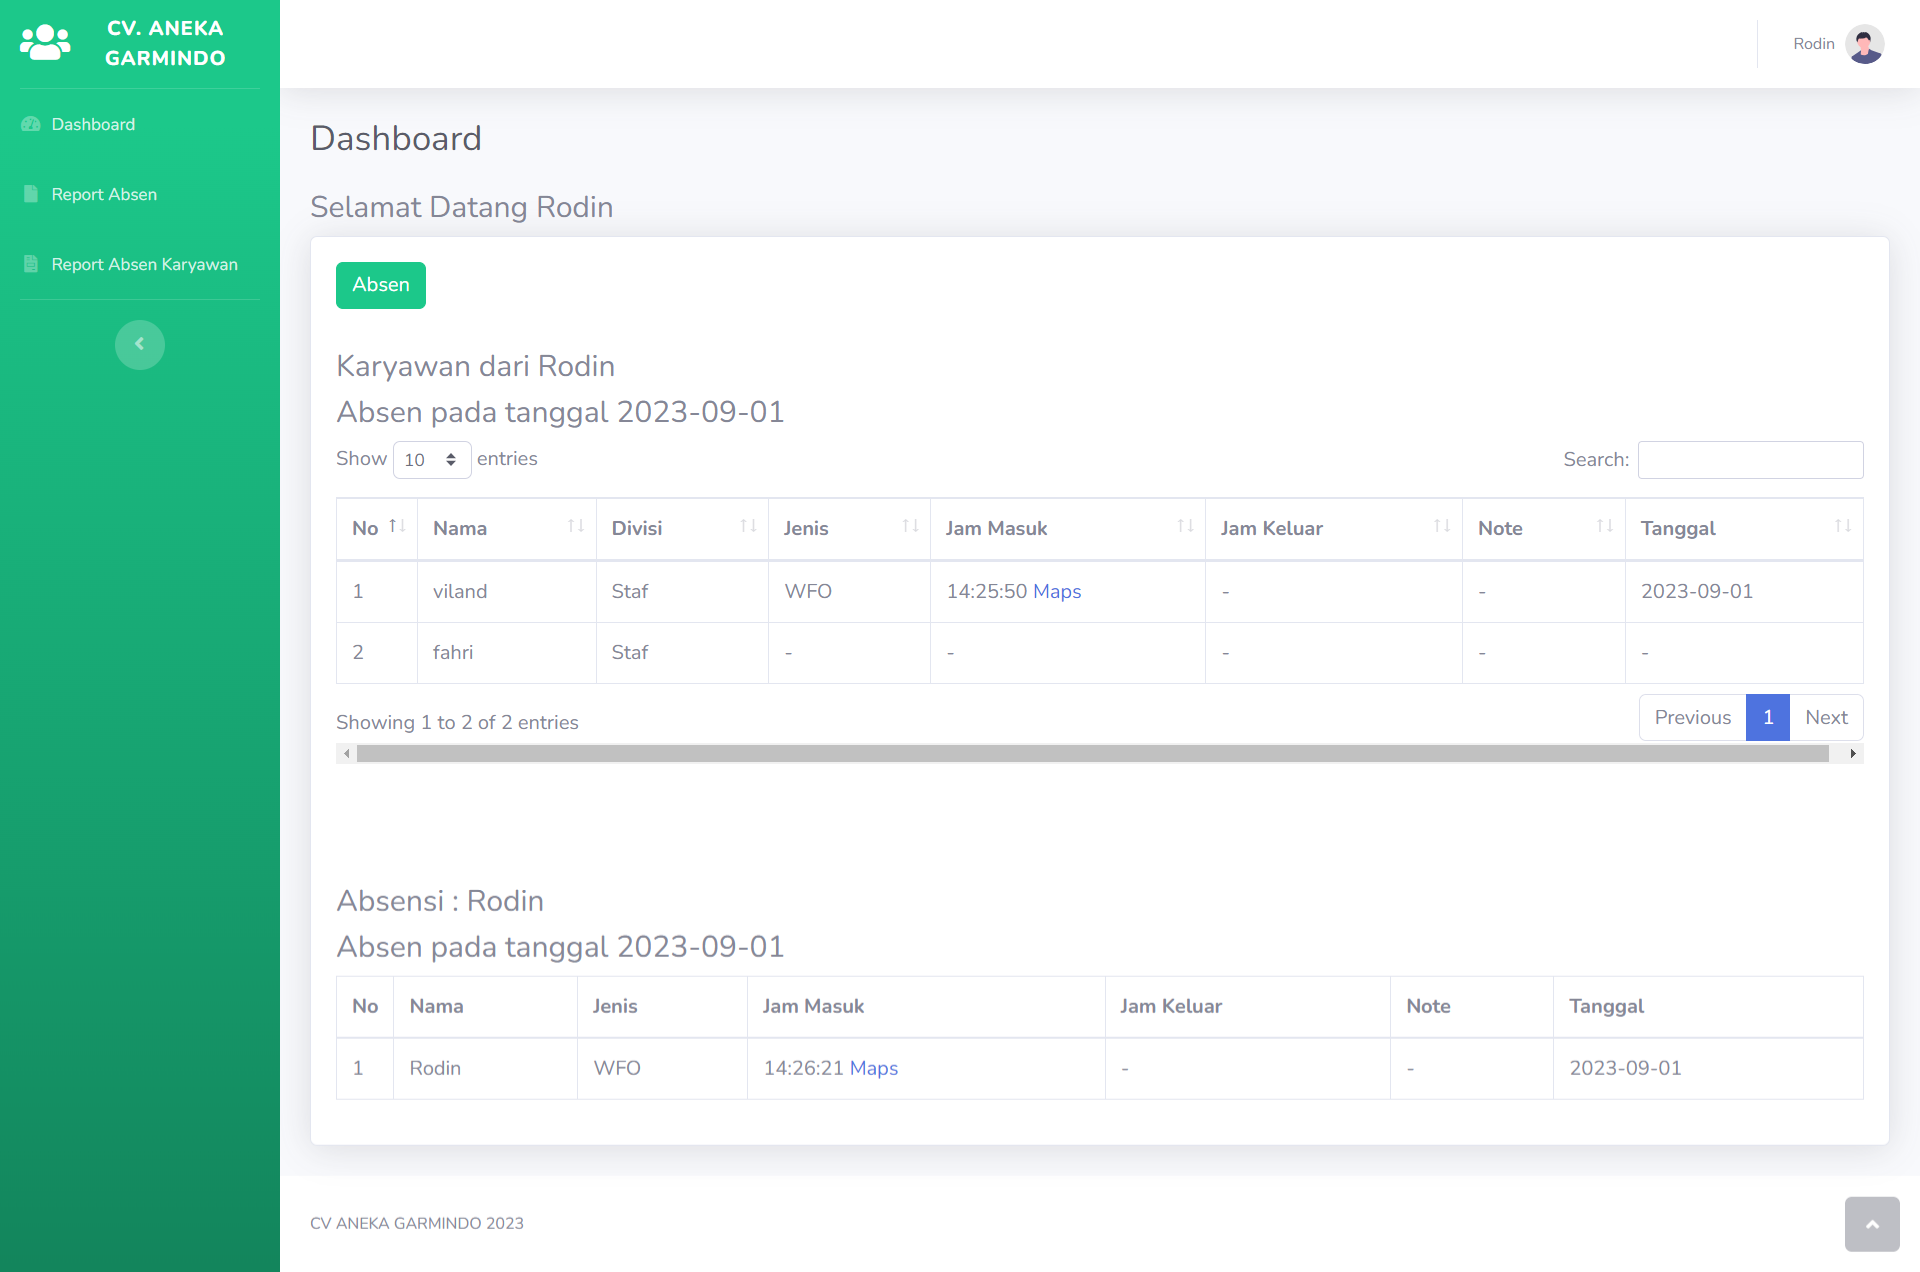 CV. ANEKA
GARMINDO
Rodin
Dashboard
Report Absen
Report Absen Karyawan
Dashboard
Selamat Datang Rodin
Absen
Karyawan dari Rodin
Absen pada tanggal 2023-09-01
Show 10 entries Search:
No Nama Divisi Jenis Jam Masuk Jam Keluar Note Tanggal
1 viland Staf WFO 14:25:50 Maps - - 2023-09-01
2 fahri Staf - - - - -
Showing 1 to 2 of 2 entries Previous 1 Next
Absensi : Rodin
Absen pada tanggal 2023-09-01
No Nama Jenis Jam Masuk Jam Keluar Note Tanggal
1 Rodin WFO 14:26:21 Maps - - 2023-09-01
CV ANEKA GARMINDO 2023